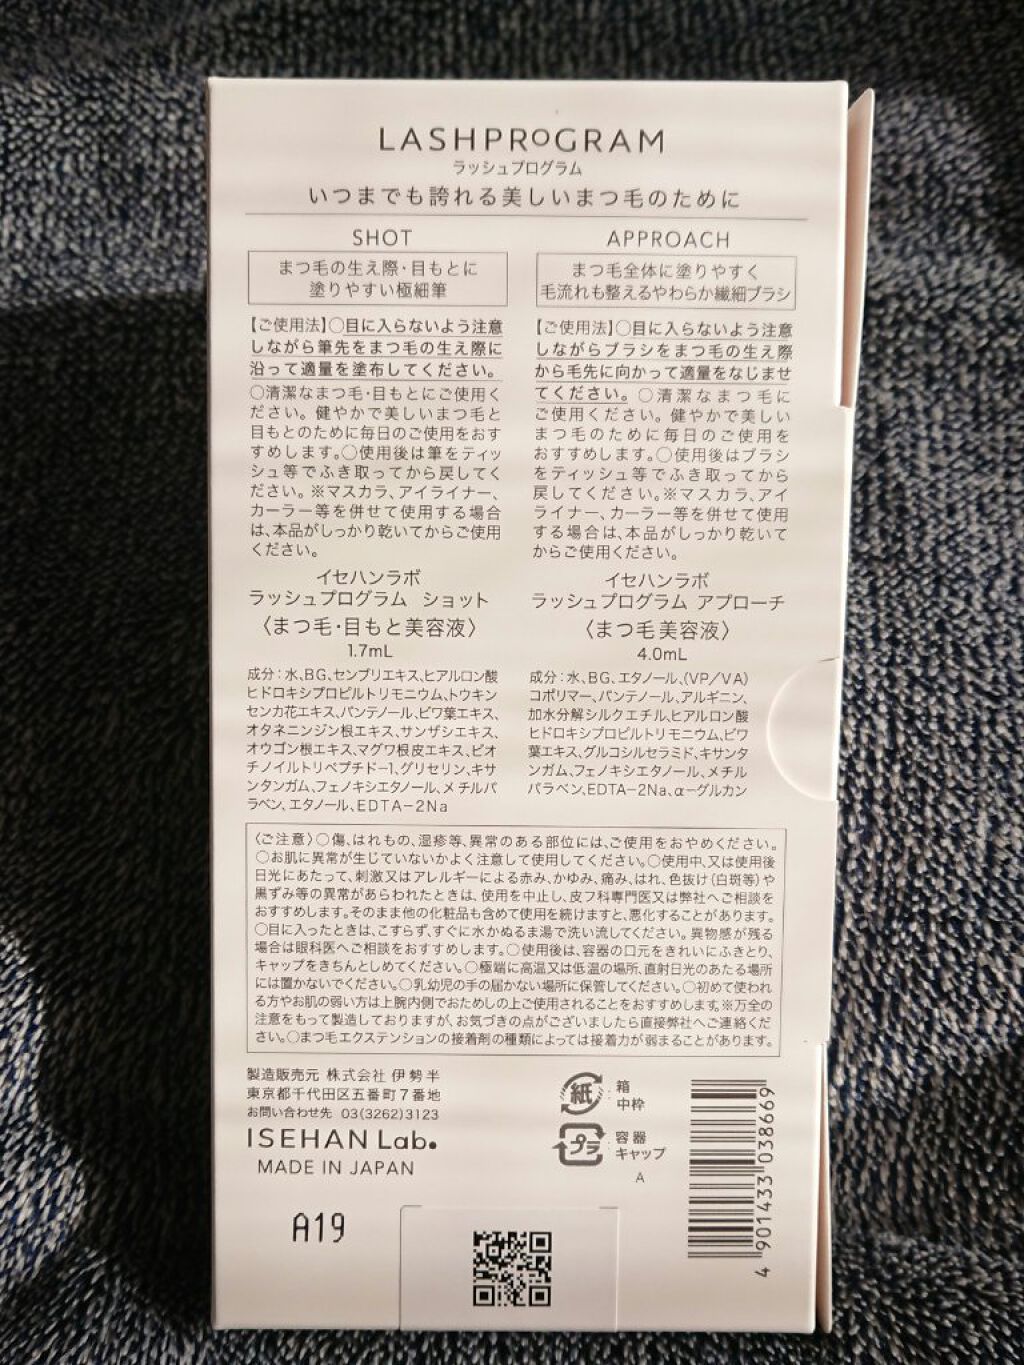 LASHPROGRAM
ラッシュプログラム
いつまでも誇れる美しいまつ毛のために
SHOT
まつ毛の生え際・目もとに
塗りやすい極細筆
【ご使用法】○目に入らないよう注意
しながら筆先をまつ毛の生え際に
沿って適量を塗布してください。
○清潔なまつ毛・目もとにご使用く
ださい。健やかで美しいまつ毛と
目もとのために毎日のご使用をおす
すめします。○使用後は筆をティッ
シュ等でふき取ってから戻してく
ださい。※マスカラ、アイライナー、
カーラー等を併せて使用する場合
は、本品がしっかり乾いてからご使用
ください。
イセハンラボ
ラッシュプログラム ショット
〈まつ毛・目もと美容液〉
1.7mL
成分：水、BG、センブリエキス、ヒアルロン酸
ヒドロキシプロピルトリモニウム、トウキン
センカ花エキス、パンテノール、ビワ葉エキス、
オタネニンジン根エキス、サンザシエキス、
オウゴン根エキス、マグワ根皮エキス、ビオ
チノイルトリペプチド-1、グリセリン、キサ
ンタンガム、フェノキシエタノール、メチルパ
ラベン、エタノール、EDTA-2Na
APPROACH
まつ毛全体に塗りやすく
毛流れも整えるやわらか繊細ブラシ
【ご使用法】○目に入らないよう注意
しながらブラシをまつ毛の生え際
から毛先に向かって適量をなじませ
てください。○清潔なまつ毛に
ご使用ください。健やかで美しい
まつ毛のために毎日のご使用を
おすすめします。○使用後はブラシ
をティッシュ等でふき取ってから
戻してください。※マスカラ、アイ
ライナー、カーラー等を併せて使用
する場合は、本品がしっかり乾いて
からご使用ください。
イセハンラボ
ラッシュプログラム アプローチ
〈まつ毛美容液〉
4.0mL
成分：水、BG、エタノール、(VP/VA)
コポリマー、パンテノール、アルギニン、
加水分解シルクエチル、ヒアルロン酸
ヒドロキシプロピルトリモニウム、ビワ
葉エキス、グルコシルセラミド、キサンタ
ンガム、フェノキシエタノール、メチル
パラベン、EDTA-2Na、α-グルカン
〈ご注意〉○傷、はれもの、湿疹等、異常のある部位には、ご使用をおやめください。
○お肌に異常が生じていないかよく注意して使用してください。○使用中、又は使用後
日光にあたって、刺激又はアレルギーによる赤み、かゆみ、痛み、はれ、色抜け(白斑等)や
黒ずみ等の異常があらわれたときは、使用を中止し、皮フ科専門医又は弊社へご相談を
おすすめします。そのまま他の化粧品も含めて使用を続けますと、悪化することがあります。
○目に入ったときは、こすらず、すぐに水かぬるま湯で洗い流してください。異物感が残る
場合は眼科医へご相談をおすすめします。○使用後は、容器の口元をきれいにふきとり、
キャップをきちんとしめてください。○極端に高温又は低温の場所、直射日光のあたる場所
には置かないでください。○乳幼児の手の届かない場所に保管してください。○初めて使われ
る方やお肌の弱い方は上腕内側でおためしの上ご使用されることをおすすめします。※万全の
注意をもって製造しておりますが、お気づきの点がございましたら直接弊社へご連絡くだ
さい。○まつ毛エクステンションの接着剤の種類によっては接着力が弱まることがあります。
製造販売元 株式会社 伊勢半
東京都千代田区五番町7番地
お問い合わせ先 03(3262)3123
ISEHAN Lab.
MADE IN JAPAN
紙：箱
中枠
プラ：容器
キャップ
A
A19
4 901433 038669